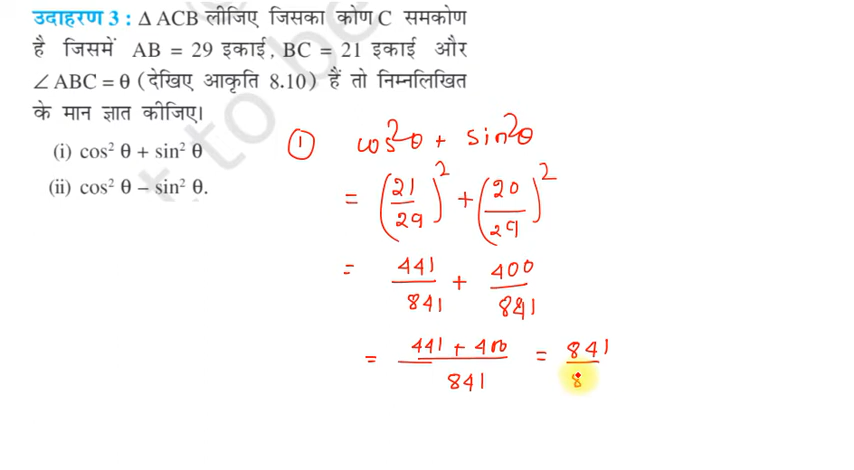 उदाहरण 3 : Δ ACB लीजिए जिसका कोण C समकोण
है जिसमें AB = 29 इकाई, BC = 21 इकाई और
∠ ABC = θ (देखिए आकृति 8.10) हैं तो निम्नलिखित
के मान ज्ञात कीजिए।
(i) cos² θ + sin² θ
(ii) cos² θ – sin² θ.
① cos²θ + sin²θ
= (21/29)² + (20/29)²
= 441/841 + 400/841
= (441 + 400)/841 = 841/8